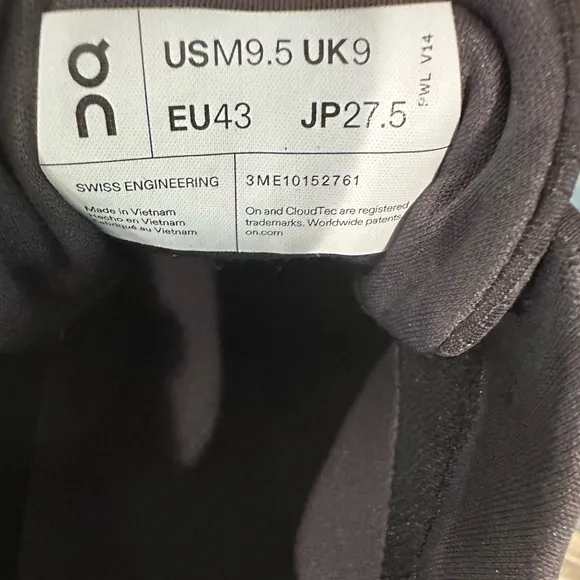 On
USM9.5 UK9
EU43 JP27.5
PWL V14
SWISS ENGINEERING
3ME10152761
Made in Vietnam
Hecho en Vietnam
Fabriqué au Vietnam
On and CloudTec are registered
trademarks. Worldwide patents
on.com